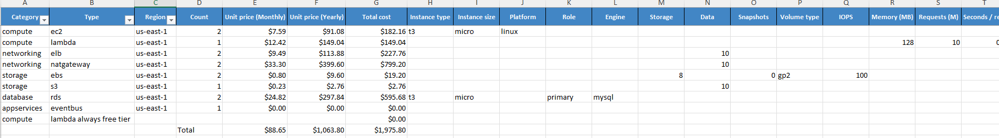 A B C D E F G H I J K L M N O P Q R S T
Category Type Region Count Unit price (Monthly) Unit price (Yearly) Total cost Instance type Instance size Platform Role Engine Storage Data Snapshots Volume type IOPS Memory (MB) Requests (M) Seconds / re
compute ec2 us-east-1 2 $7.59 $91.08 $182.16 t3 micro linux
compute lambda us-east-1 1 $12.42 $149.04 $149.04 128 10 0
networking elb us-east-1 2 $9.49 $113.88 $227.76 10
networking natgateway us-east-1 2 $33.30 $399.60 $799.20 10
storage ebs us-east-1 2 $0.80 $9.60 $19.20 8 0 gp2 100
storage s3 us-east-1 1 $0.23 $2.76 $2.76 10
database rds us-east-1 2 $24.82 $297.84 $595.68 t3 micro primary mysql
appservices eventbus us-east-1 1 $0.00 $0.00 $0.00
compute lambda always free tier $0.00
Total $88.65 $1,063.80 $1,975.80